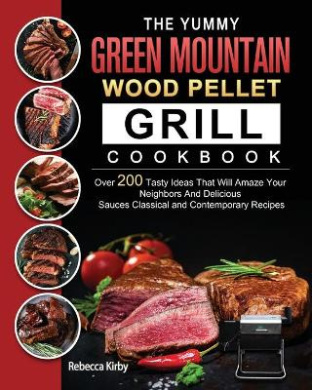 THE YUMMY
GREEN MOUNTAIN
WOOD PELLET
GRILL
COOKBOOK
Over 200 Tasty Ideas That Will Amaze Your
Neighbors And Delicious
Sauces Classical and Contemporary Recipes
Rebecca Kirby